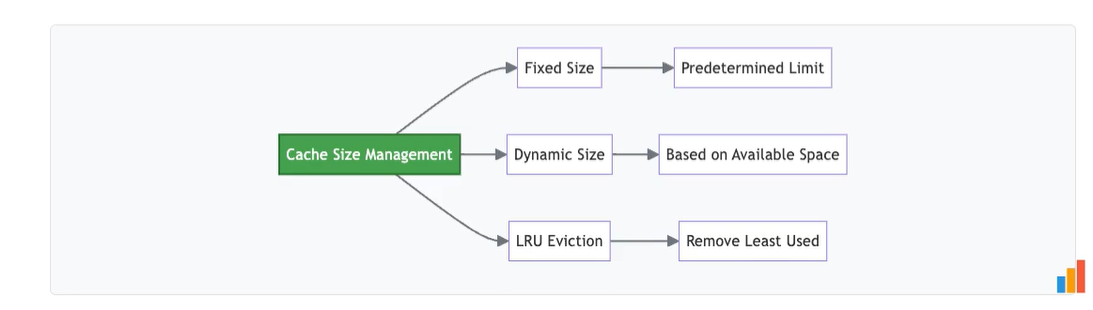 Cache Size Management
Fixed Size
Predetermined Limit
Dynamic Size
Based on Available Space
LRU Eviction
Remove Least Used